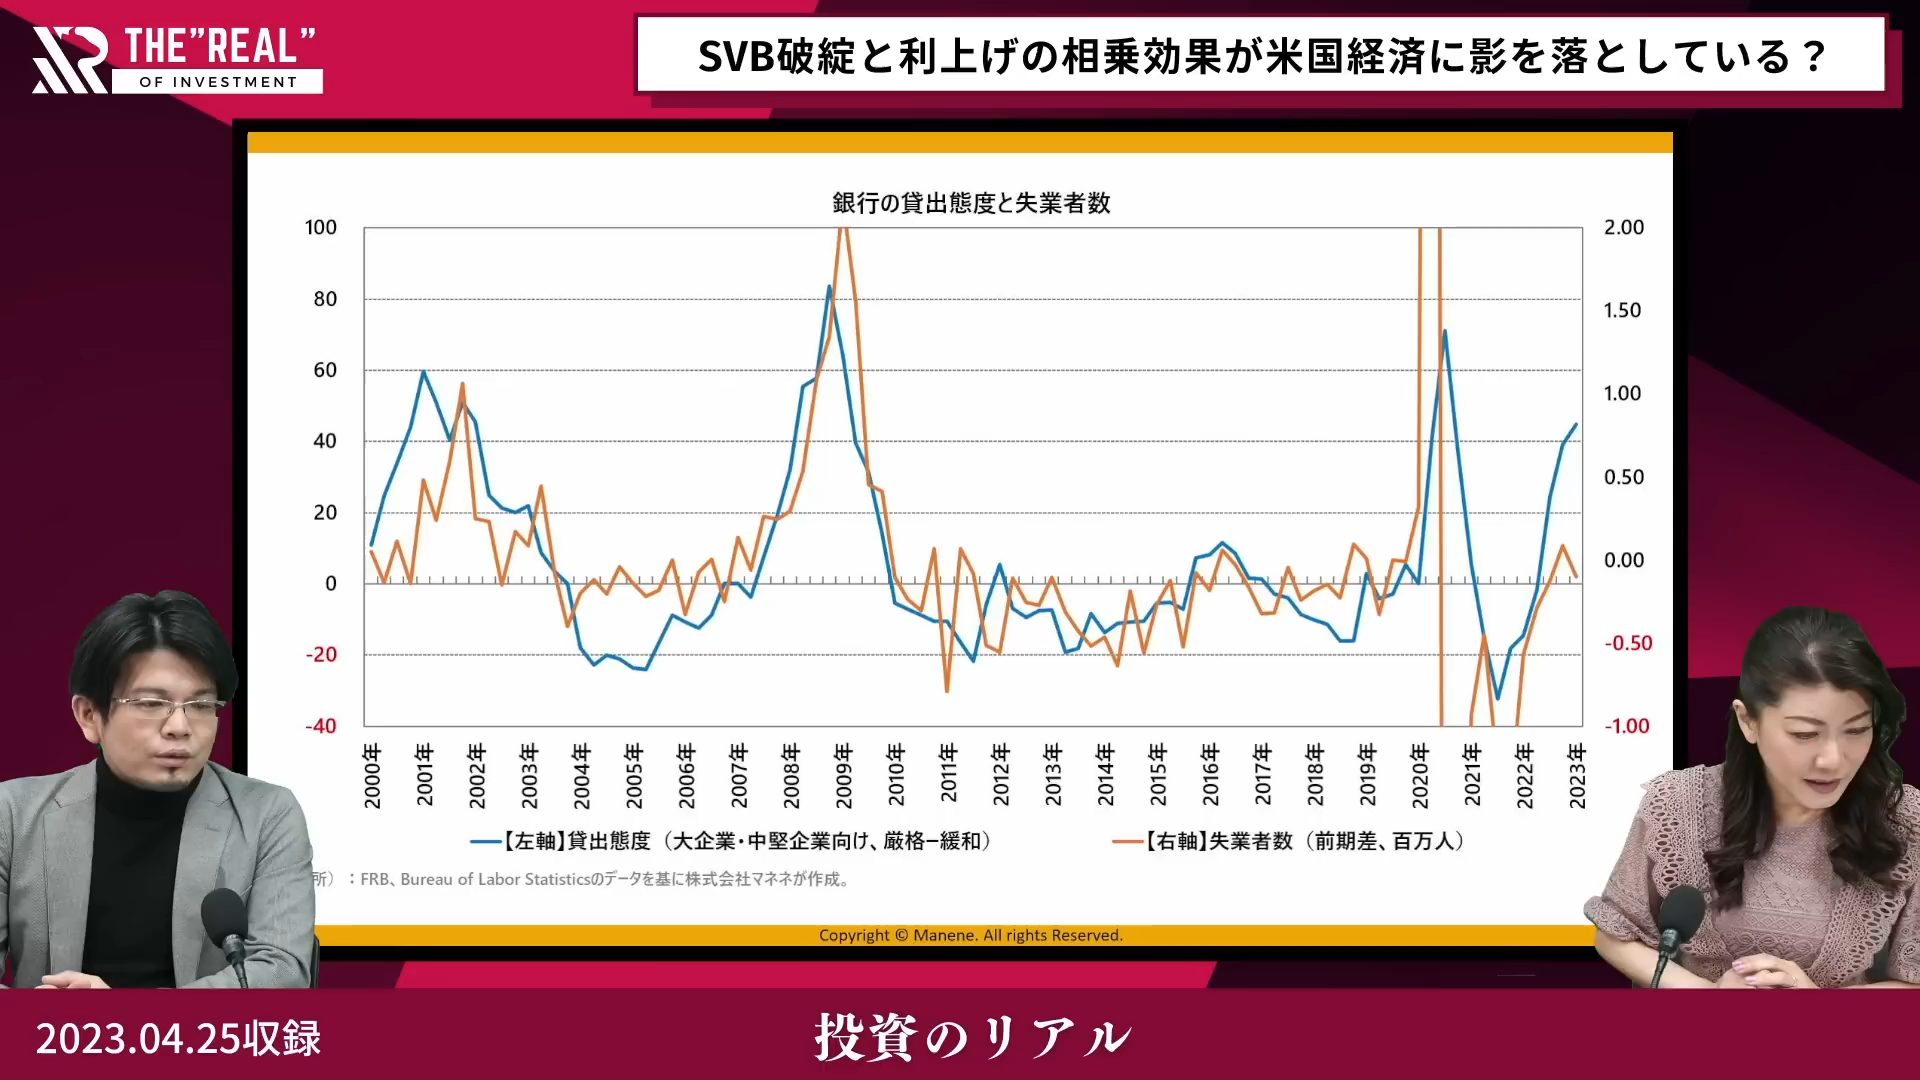 THE"REAL"
OF INVESTMENT
SVB破綻と利上げの相乗効果が米国経済に影を落としている？
銀行の貸出態度と失業者数
100
80
60
40
20
0
-20
-40
2.00
1.50
1.00
0.50
0.00
-0.50
-1.00
2000年
2001年
2002年
2003年
2004年
2005年
2006年
2007年
2008年
2009年
2010年
2011年
2012年
2013年
2014年
2015年
2016年
2017年
2018年
2019年
2020年
2021年
2022年
2023年
【左軸】貸出態度（大企業・中堅企業向け、厳格−緩和）
【右軸】失業者数（前期差、百万人）
所）：FRB、Bureau of Labor Statisticsのデータを基に株式会社マネネが作成。
Copyright © Manene. All rights Reserved.
2023.04.25収録
投資のリアル